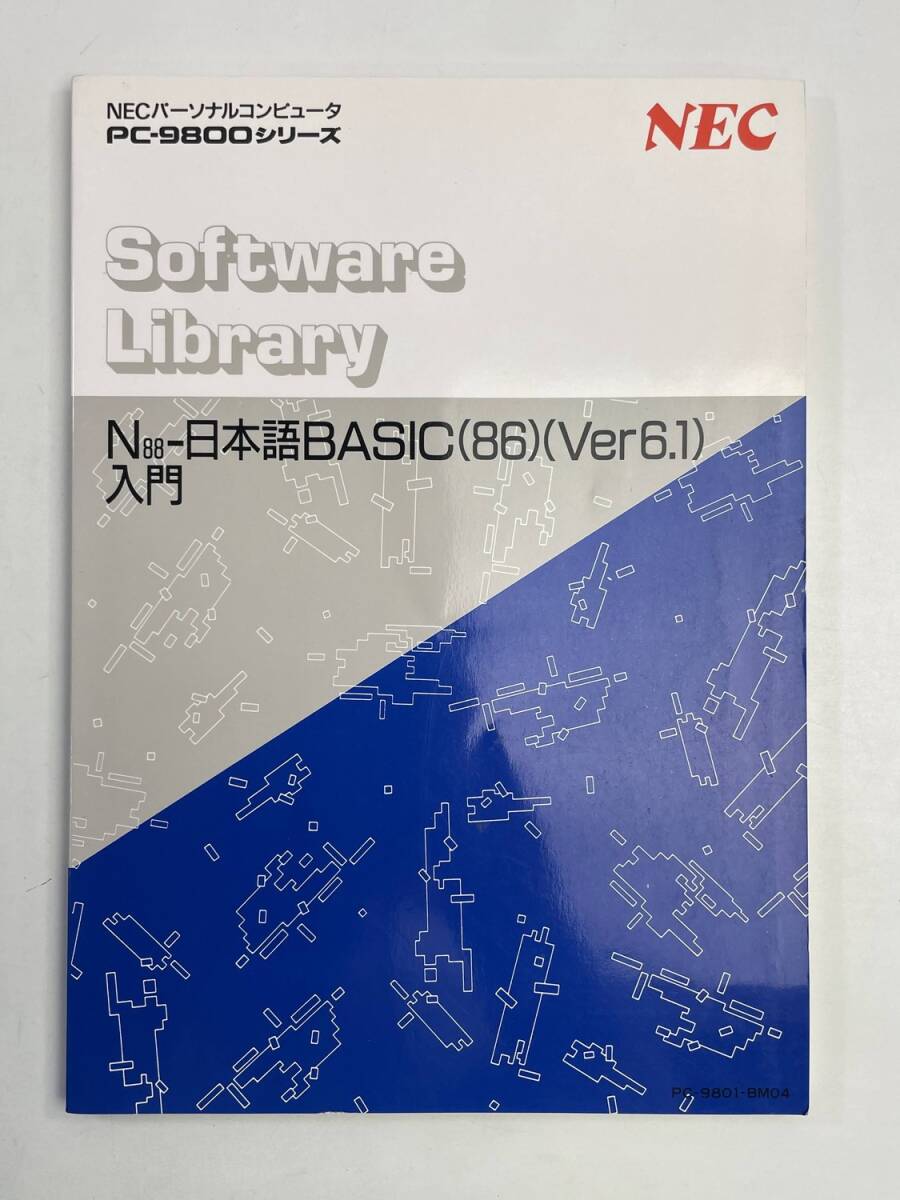 NECパーソナルコンピュータ
PC-9800シリーズ
NEC
Software
Library
N88-日本語BASIC(86)(Ver6.1)
入門
PC-9801-BM04